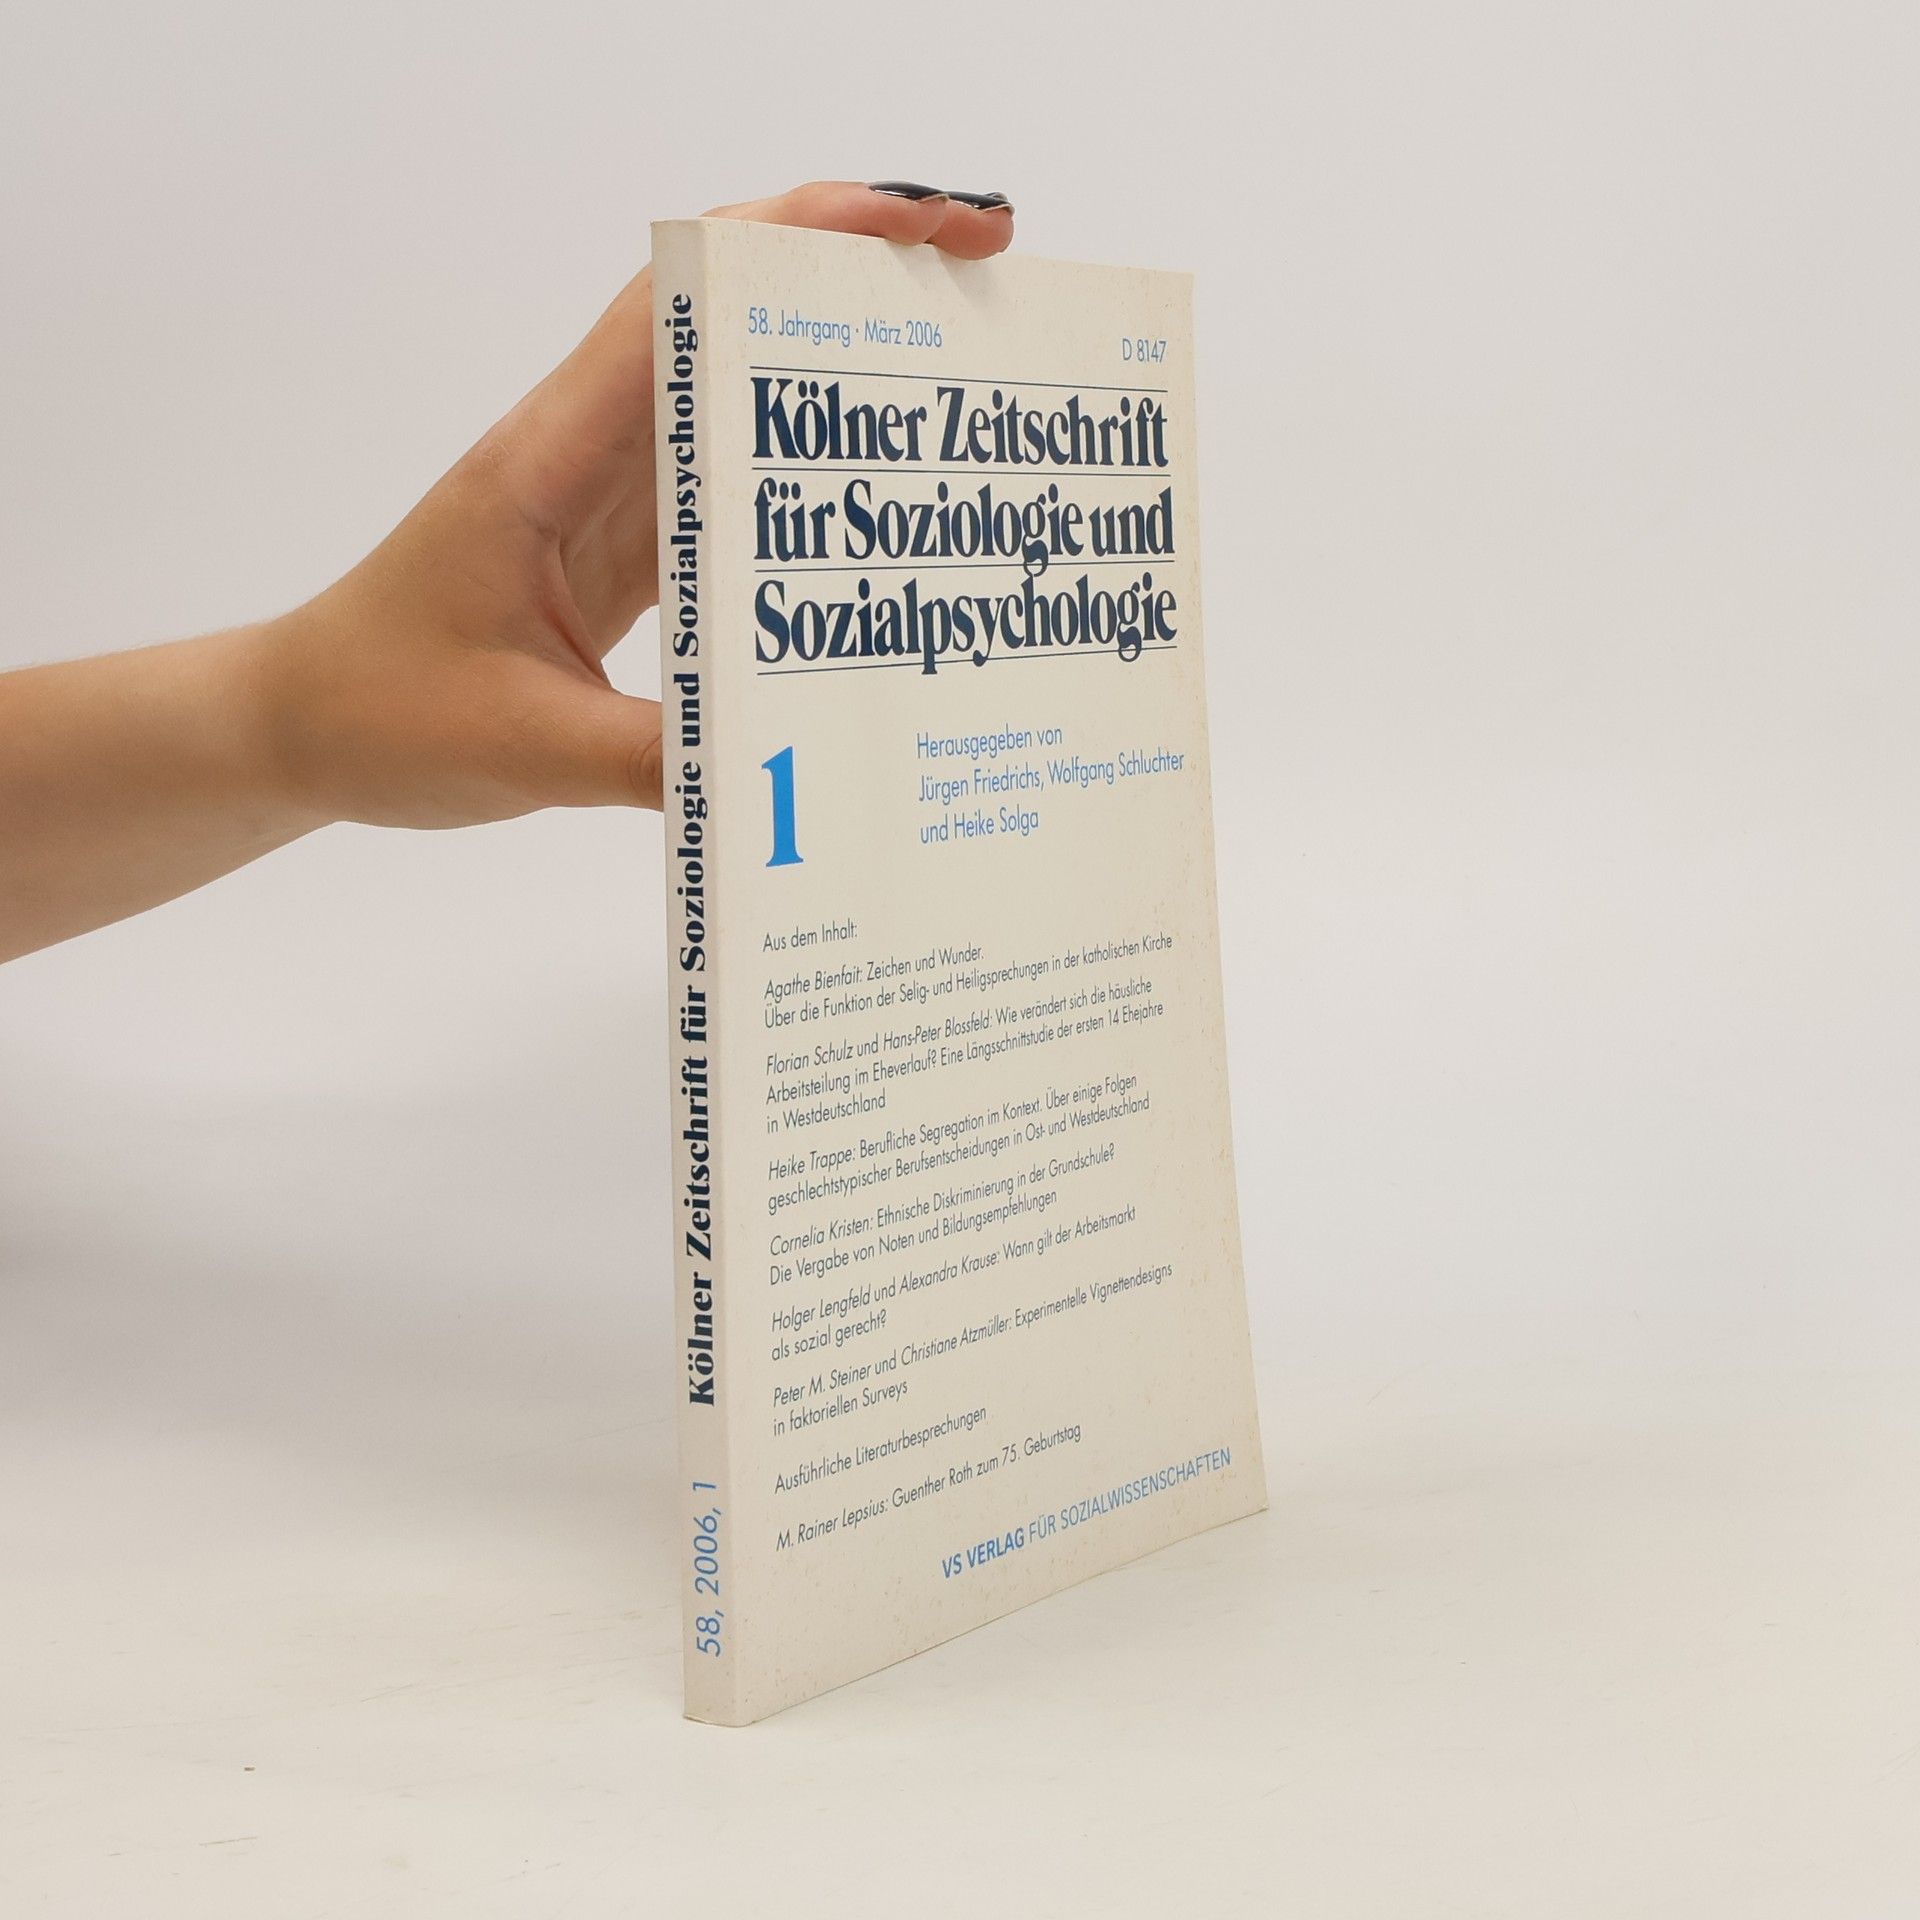 Kölner Zeitschrift für Soziologie und Sozialpsychologie
58, 2006, 1
58. Jahrgang · März 2006
D 8147
Kölner Zeitschrift
für Soziologie und
Sozialpsychologie
1
Herausgegeben von
Jürgen Friedrichs, Wolfgang Schluchter
und Heike Solga
Aus dem Inhalt:
Agathe Bienfait: Zeichen und Wunder.
Über die Funktion der Selig- und Heiligsprechungen in der katholischen Kirche
Florian Schulz und Hans-Peter Blossfeld: Wie verändert sich die häusliche
Arbeitsteilung im Eheverlauf? Eine Längsschnittstudie der ersten 14 Ehejahre
in Westdeutschland
Heike Trappe: Berufliche Segregation im Kontext. Über einige Folgen
geschlechtstypischer Berufsentscheidungen in Ost- und Westdeutschland
Cornelia Kristen: Ethnische Diskriminierung in der Grundschule?
Die Vergabe von Noten und Bildungsempfehlungen
Holger Lengfeld und Alexandra Krause: Wann gilt der Arbeitsmarkt
als sozial gerecht?
Peter M. Steiner und Christiane Atzmüller: Experimentelle Vignettendesigns
in faktoriellen Surveys
Ausführliche Literaturbesprechungen
M. Rainer Lepsius: Guenther Roth zum 75. Geburtstag
VS VERLAG FÜR SOZIALWISSENSCHAFTEN